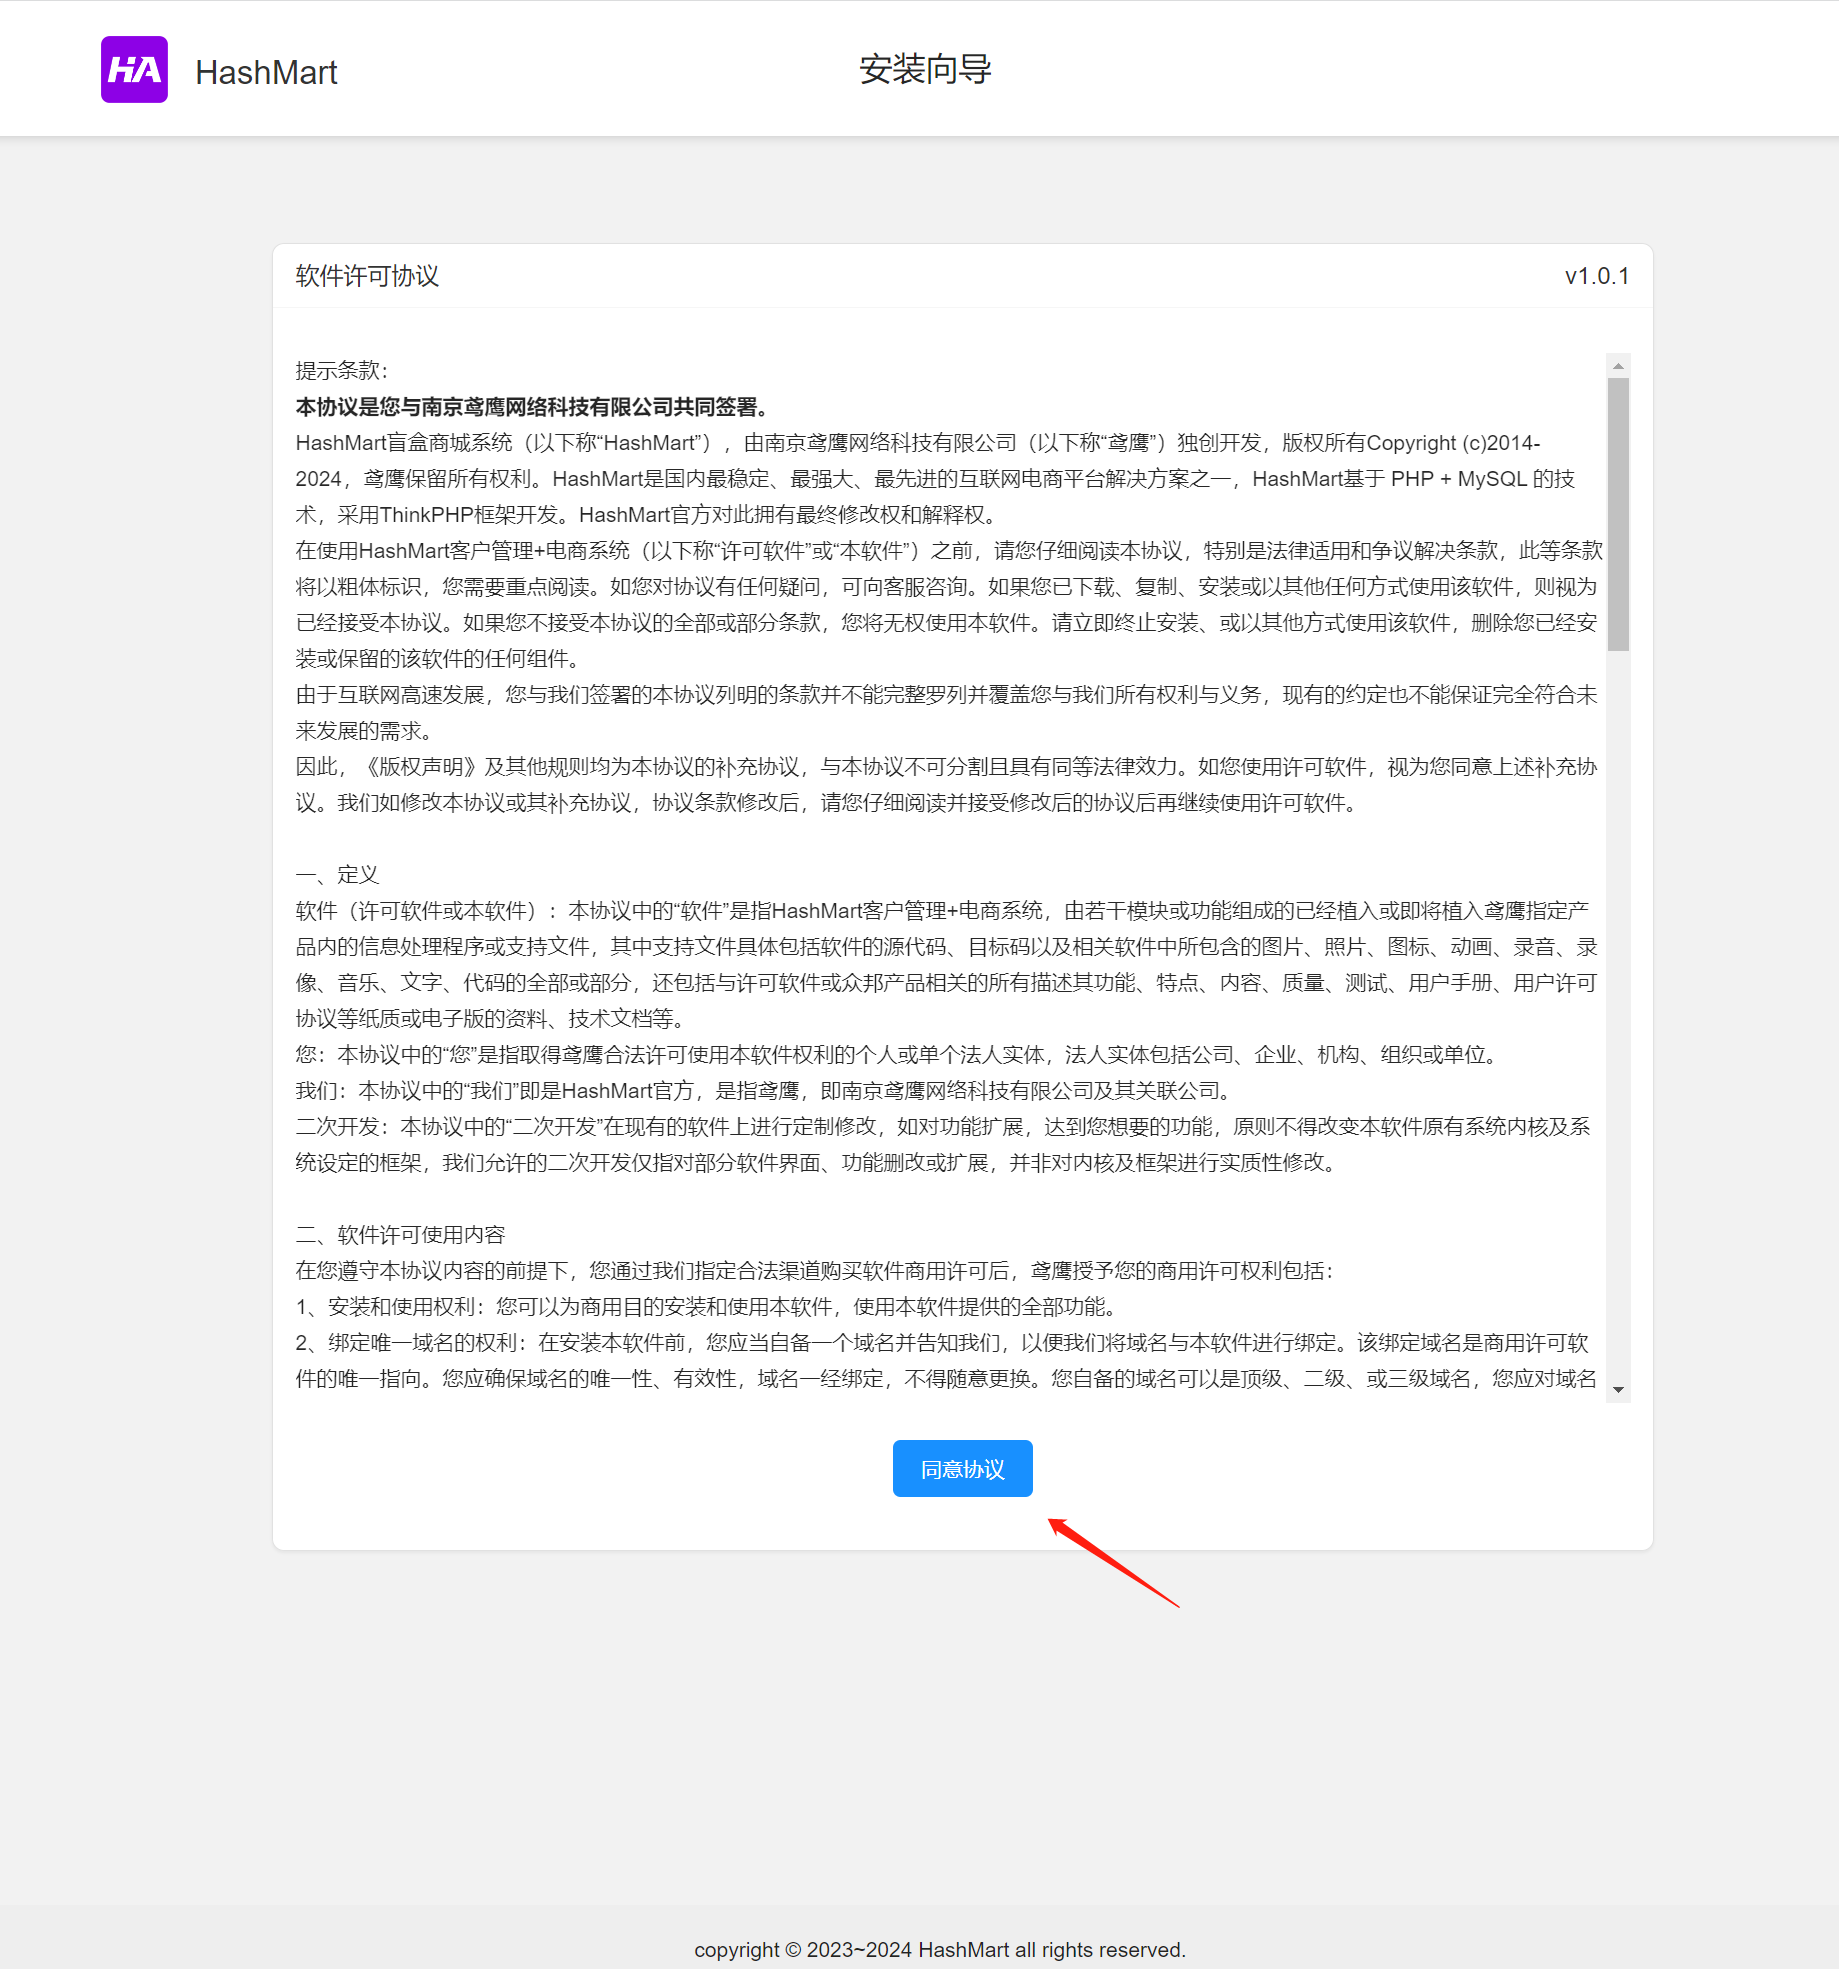 HA
HashMart
安装向导
软件许可协议
v1.0.1
提示条款：
本协议是您与南京鸢鹰网络科技有限公司共同签署。
HashMart盲盒商城系统（以下称“HashMart”），由南京鸢鹰网络科技有限公司（以下称“鸢鹰”）独创开发，版权所有Copyright (c)2014-
2024，鸢鹰保留所有权利。HashMart是国内最稳定、最强大、最先进的互联网电商平台解决方案之一，HashMart基于 PHP + MySQL 的技
术，采用ThinkPHP框架开发。HashMart官方对此拥有最终修改权和解释权。
在使用HashMart客户管理+电商系统（以下称“许可软件”或“本软件”）之前，请您仔细阅读本协议，特别是法律适用和争议解决条款，此等条款
将以粗体标识，您需要重点阅读。如您对协议有任何疑问，可向客服咨询。如果您已下载、复制、安装或以其他任何方式使用该软件，则视为
已经接受本协议。如果您不接受本协议的全部或部分条款，您将无权使用本软件。请立即终止安装、或以其他方式使用该软件，删除您已经安
装或保留的该软件的任何组件。
由于互联网高速发展，您与我们签署的本协议列明的条款并不能完整罗列并覆盖您与我们所有权利与义务，现有的约定也不能保证完全符合未
来发展的需求。
因此，《版权声明》及其他规则均为本协议的补充协议，与本协议不可分割且具有同等法律效力。如您使用许可软件，视为您同意上述补充协
议。我们如修改本协议或其补充协议，协议条款修改后，请您仔细阅读并接受修改后的协议后再继续使用许可软件。
一、定义
软件（许可软件或本软件）：本协议中的“软件”是指HashMart客户管理+电商系统，由若干模块或功能组成的已经植入或即将植入鸢鹰指定产
品内的信息处理程序或支持文件，其中支持文件具体包括软件的源代码、目标码以及相关软件中所包含的图片、照片、图标、动画、录音、录
像、音乐、文字、代码的全部或部分，还包括与许可软件或众邦产品相关的所有描述其功能、特点、内容、质量、测试、用户手册、用户许可
协议等纸质或电子版的资料、技术文档等。
您：本协议中的“您”是指取得鸢鹰合法许可使用本软件权利的个人或单个法人实体，法人实体包括公司、企业、机构、组织或单位。
我们：本协议中的“我们”即是HashMart官方，是指鸢鹰，即南京鸢鹰网络科技有限公司及其关联公司。
二次开发：本协议中的“二次开发”在现有的软件上进行定制修改，如对功能扩展，达到您想要的功能，原则不得改变本软件原有系统内核及系
统设定的框架，我们允许的二次开发仅指对部分软件界面、功能删改或扩展，并非对内核及框架进行实质性修改。
二、软件许可使用内容
在您遵守本协议内容的前提下，您通过我们指定合法渠道购买软件商用许可后，鸢鹰授予您的商用许可权利包括：
1、安装和使用权利：您可以为商用目的安装和使用本软件，使用本软件提供的全部功能。
2、绑定唯一域名的权利：在安装本软件前，您应当自备一个域名并告知我们，以便我们将域名与本软件进行绑定。该绑定域名是商用许可软
件的唯一指向。您应确保域名的唯一性、有效性，域名一经绑定，不得随意更换。您自备的域名可以是顶级、二级、或三级域名，您应对域名
同意协议
copyright © 2023~2024 HashMart all rights reserved.